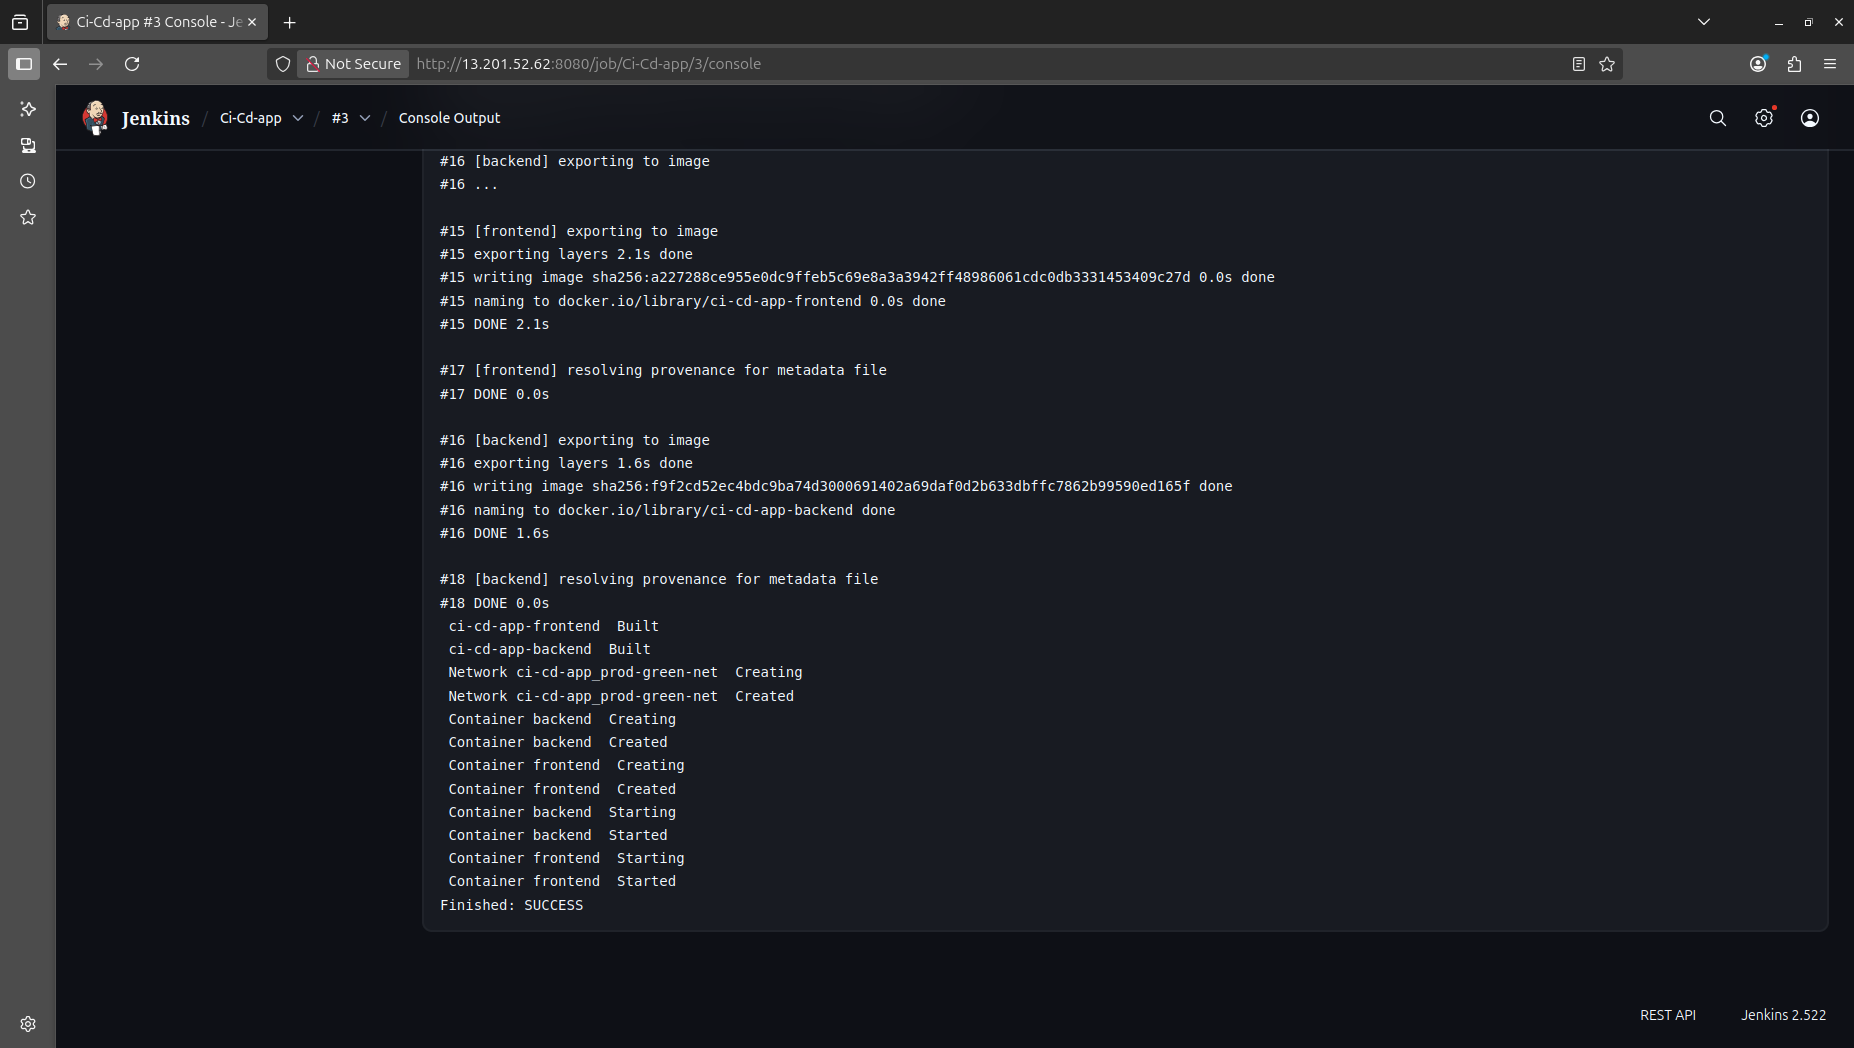 Ci-Cd-app #3 Console - Je
Not Secure
http://13.201.52.62:8080/job/Ci-Cd-app/3/console
Jenkins / Ci-Cd-app / #3 / Console Output
#16 [backend] exporting to image
#16 ...
#15 [frontend] exporting to image
#15 exporting layers 2.1s done
#15 writing image sha256:a227288ce955e0dc9ffeb5c69e8a3a3942ff48986061cdc0db3331453409c27d 0.0s done
#15 naming to docker.io/library/ci-cd-app-frontend 0.0s done
#15 DONE 2.1s
#17 [frontend] resolving provenance for metadata file
#17 DONE 0.0s
#16 [backend] exporting to image
#16 exporting layers 1.6s done
#16 writing image sha256:f9f2cd52ec4bdc9ba74d3000691402a69daf0d2b633dbffc7862b99590ed165f done
#16 naming to docker.io/library/ci-cd-app-backend done
#16 DONE 1.6s
#18 [backend] resolving provenance for metadata file
#18 DONE 0.0s
ci-cd-app-frontend  Built
ci-cd-app-backend  Built
Network ci-cd-app_prod-green-net  Creating
Network ci-cd-app_prod-green-net  Created
Container backend  Creating
Container backend  Created
Container frontend  Creating
Container frontend  Created
Container backend  Starting
Container backend  Started
Container frontend  Starting
Container frontend  Started
Finished: SUCCESS
REST API
Jenkins 2.522